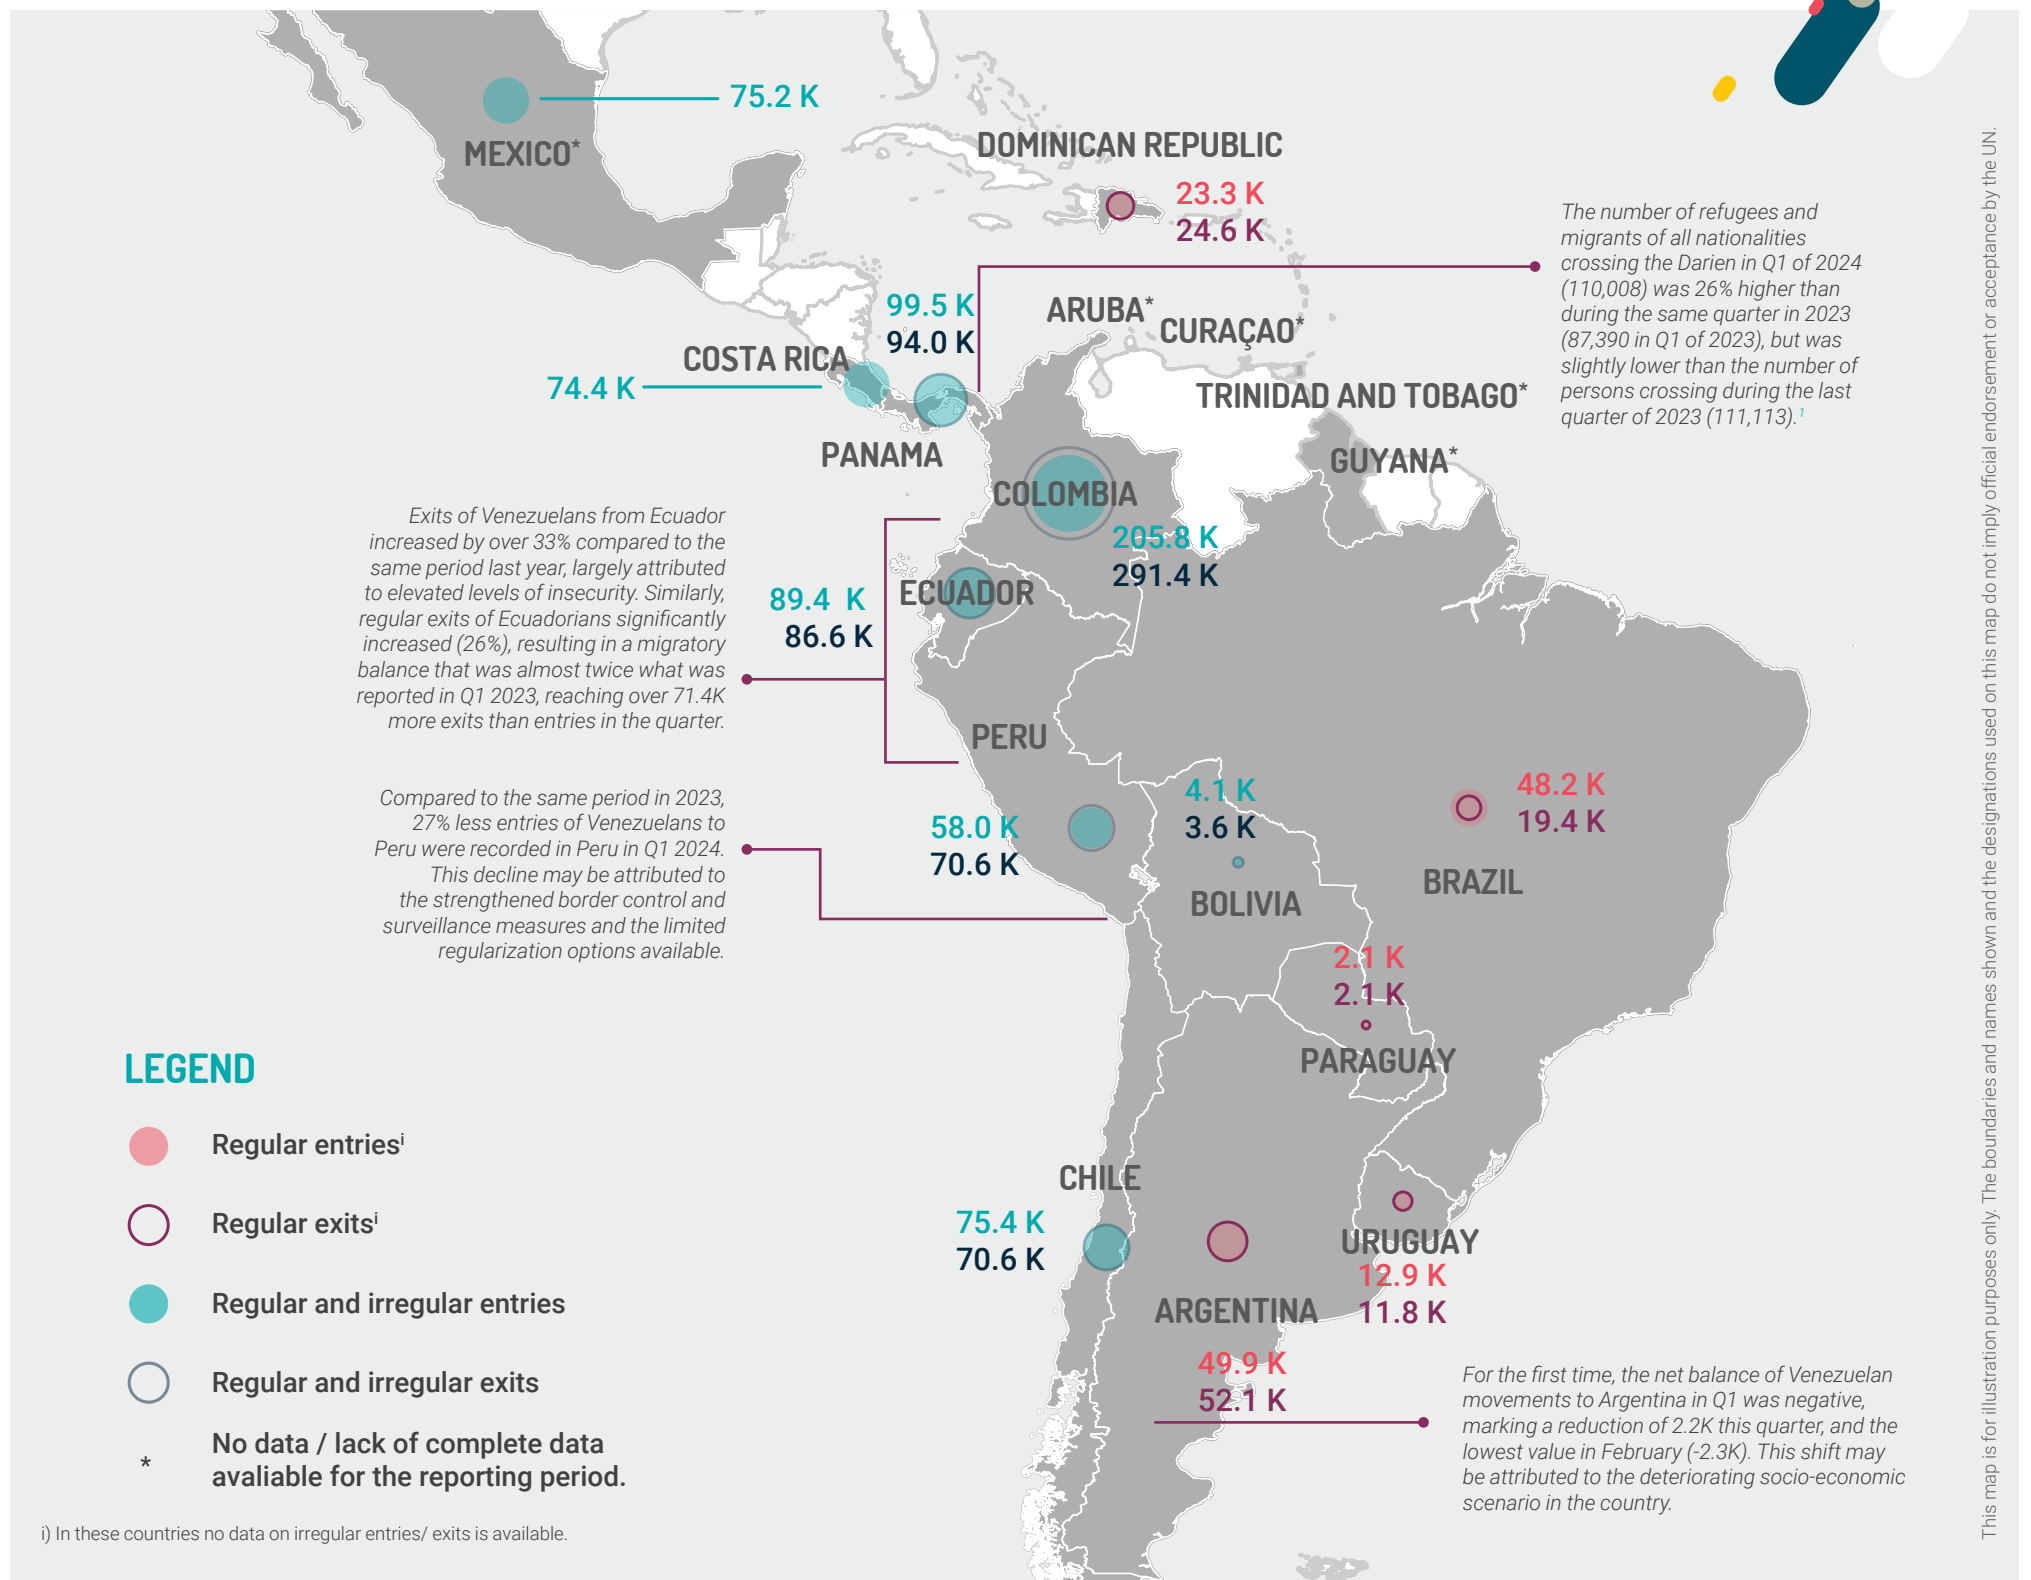 75.2 K
MEXICO*
DOMINICAN REPUBLIC
23.3 K
24.6 K
The number of refugees and
migrants of all nationalities
crossing the Darien in Q1 of 2024
(110,008) was 26% higher than
during the same quarter in 2023
(87,390 in Q1 of 2023), but was
slightly lower than the number of
persons crossing during the last
quarter of 2023 (111,113). 1
99.5 K
94.0 K
ARUBA*
CURAÇAO*
COSTA RICA
74.4 K
TRINIDAD AND TOBAGO*
PANAMA
GUYANA*
COLOMBIA
205.8 K
291.4 K
Exits of Venezuelans from Ecuador
increased by over 33% compared to the
same period last year, largely attributed
to elevated levels of insecurity. Similarly,
regular exits of Ecuadorians significantly
increased (26%), resulting in a migratory
balance that was almost twice what was
reported in Q1 2023, reaching over 71.4K
more exits than entries in the quarter.
89.4 K
86.6 K
ECUADOR
PERU
Compared to the same period in 2023,
27% less entries of Venezuelans to
Peru were recorded in Peru in Q1 2024.
This decline may be attributed to
the strengthened border control and
surveillance measures and the limited
regularization options available.
58.0 K
70.6 K
4.1 K
3.6 K
BOLIVIA
48.2 K
19.4 K
BRAZIL
2.1 K
2.1 K
PARAGUAY
CHILE
75.4 K
70.6 K
URUGUAY
12.9 K
11.8 K
ARGENTINA
49.9 K
52.1 K
For the first time, the net balance of Venezuelan
movements to Argentina in Q1 was negative,
marking a reduction of 2.2K this quarter, and the
lowest value in February (-2.3K). This shift may
be attributed to the deteriorating socio-economic
scenario in the country.
LEGEND
Regular entriesi
Regular exitsi
Regular and irregular entries
Regular and irregular exits
* No data / lack of complete data
avaliable for the reporting period.
i) In these countries no data on irregular entries/ exits is available.
This map is for illustration purposes only. The boundaries and names shown and the designations used on this map do not imply official endorsement or acceptance by the UN.